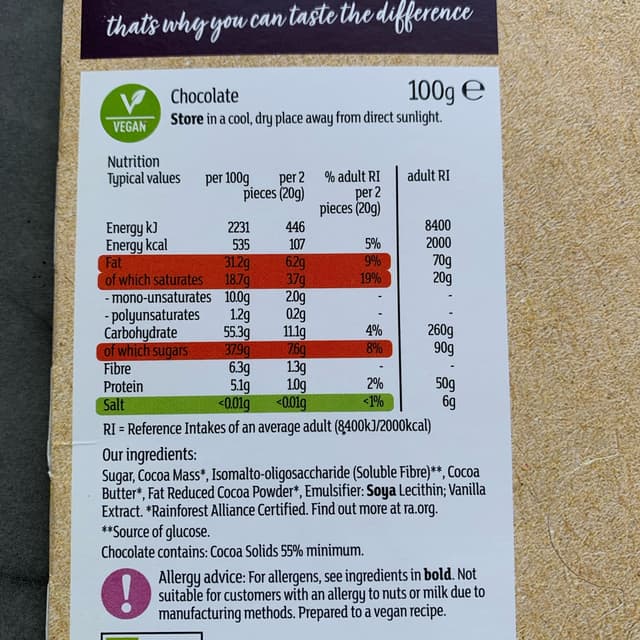 that's why you can taste the difference
VEGAN
Chocolate 100g ℮
Store in a cool, dry place away from direct sunlight.
Nutrition
Typical values per 100g per 2 pieces (20g) % adult RI per 2 pieces (20g) adult RI
Energy kJ 2231 446 8400
Energy kcal 535 107 5% 2000
Fat 31.2g 6.2g 9% 70g
of which saturates 18.7g 3.7g 19% 20g
- mono-unsaturates 10.0g 2.0g - -
- polyunsaturates 1.2g 0.2g - -
Carbohydrate 55.3g 11.1g 4% 260g
of which sugars 37.9g 7.6g 8% 90g
Fibre 6.3g 1.3g - -
Protein 5.1g 1.0g 2% 50g
Salt <0.01g <0.01g <1% 6g
RI = Reference Intakes of an average adult (8400kJ/2000kcal)
Our ingredients:
Sugar, Cocoa Mass*, Isomalto-oligosaccharide (Soluble Fibre)**, Cocoa
Butter*, Fat Reduced Cocoa Powder*, Emulsifier: Soya Lecithin; Vanilla
Extract. *Rainforest Alliance Certified. Find out more at ra.org.
**Source of glucose.
Chocolate contains: Cocoa Solids 55% minimum.
! Allergy advice: For allergens, see ingredients in bold. Not
suitable for customers with an allergy to nuts or milk due to
manufacturing methods. Prepared to a vegan recipe.